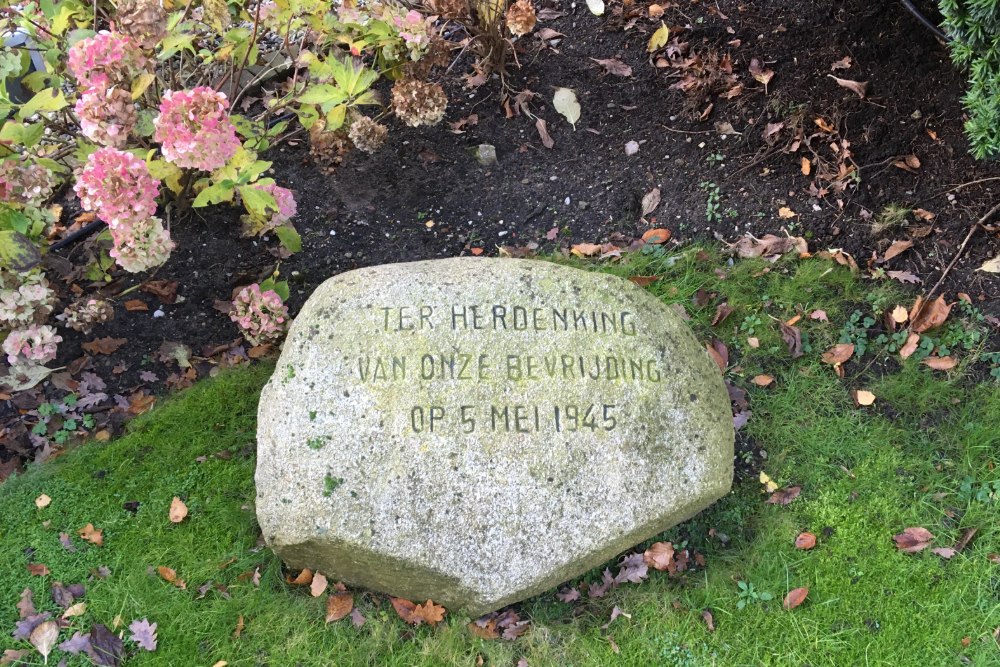 TER HERDENKING
VAN ONZE BEVRIJDING
OP 5 MEI 1945